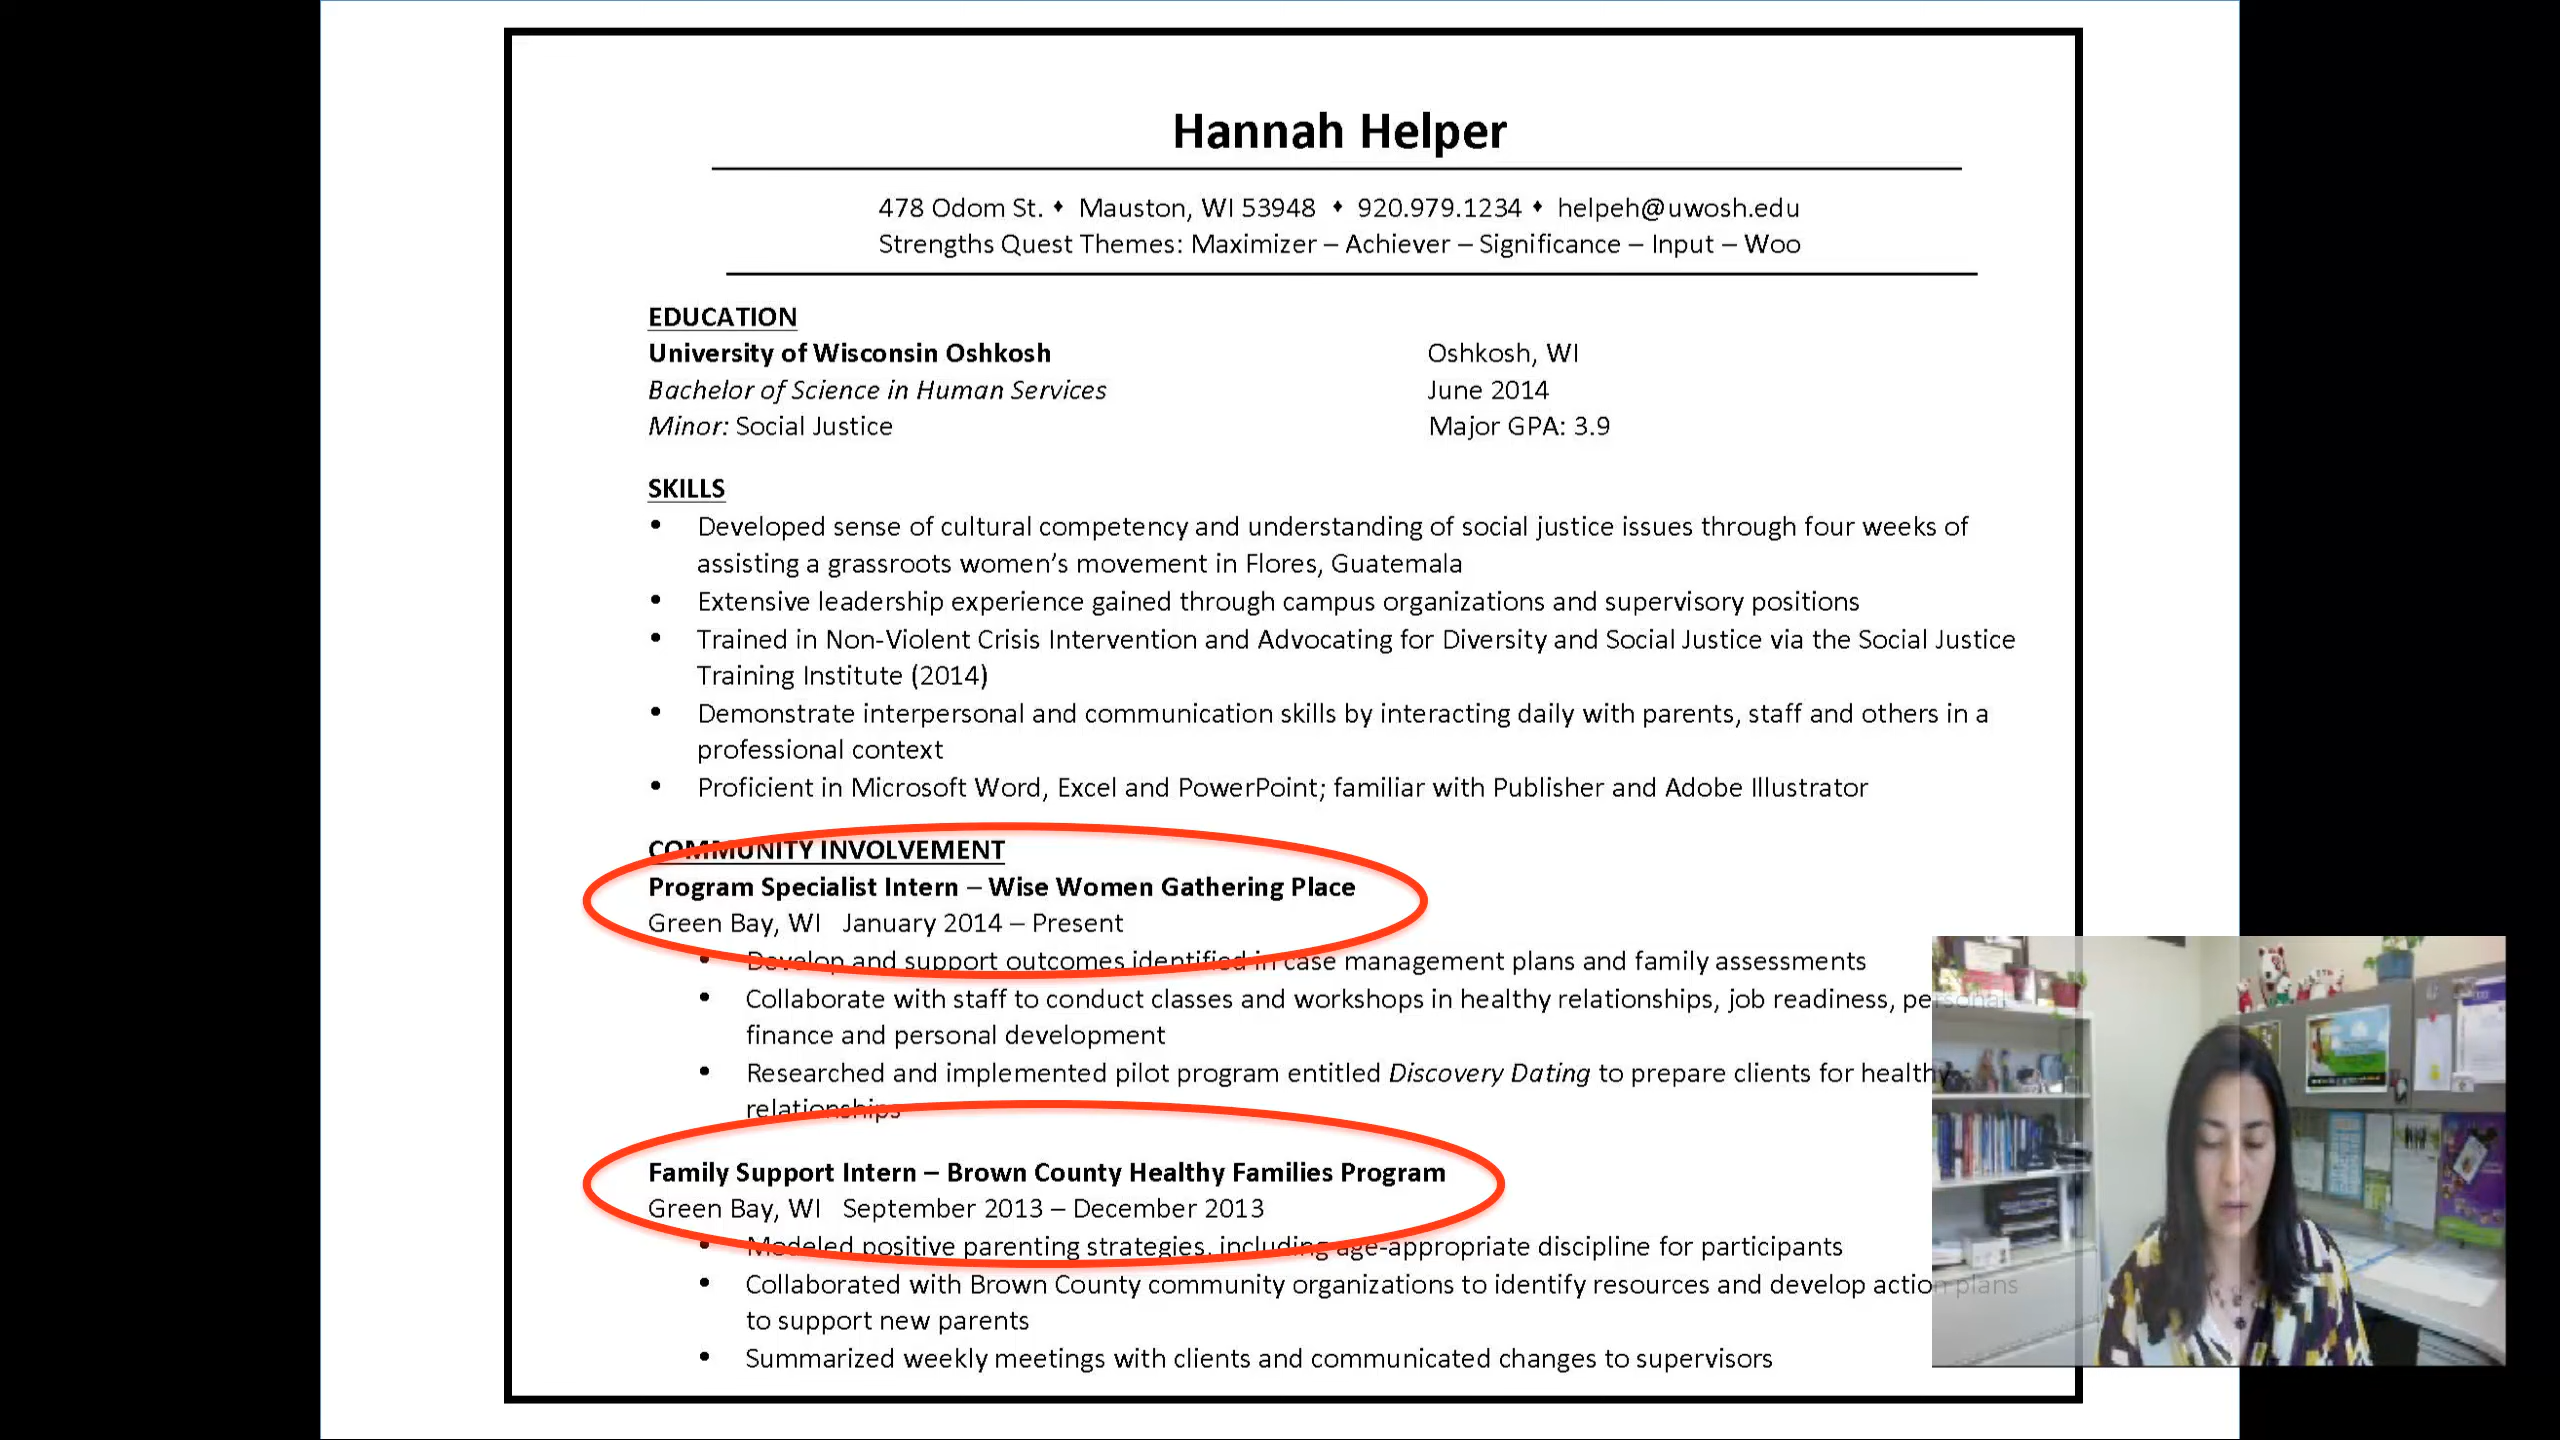 Hannah Helper
478 Odom St. ♦ Mauston, WI 53948 ♦ 920.979.1234 ♦ helpeh@uwosh.edu
Strengths Quest Themes: Maximizer – Achiever – Significance – Input – Woo
EDUCATION
University of Wisconsin Oshkosh Oshkosh, WI
Bachelor of Science in Human Services June 2014
Minor: Social Justice Major GPA: 3.9
SKILLS
• Developed sense of cultural competency and understanding of social justice issues through four weeks of
assisting a grassroots women’s movement in Flores, Guatemala
• Extensive leadership experience gained through campus organizations and supervisory positions
• Trained in Non-Violent Crisis Intervention and Advocating for Diversity and Social Justice via the Social Justice
Training Institute (2014)
• Demonstrate interpersonal and communication skills by interacting daily with parents, staff and others in a
professional context
• Proficient in Microsoft Word, Excel and PowerPoint; familiar with Publisher and Adobe Illustrator
COMMUNITY INVOLVEMENT
Program Specialist Intern – Wise Women Gathering Place
Green Bay, WI January 2014 – Present
• Develop and support outcomes identified in case management plans and family assessments
• Collaborate with staff to conduct classes and workshops in healthy relationships, job readiness, personal
finance and personal development
• Researched and implemented pilot program entitled Discovery Dating to prepare clients for healthy
relationships
Family Support Intern – Brown County Healthy Families Program
Green Bay, WI September 2013 – December 2013
• Modeled positive parenting strategies, including age-appropriate discipline for participants
• Collaborated with Brown County community organizations to identify resources and develop action plans
to support new parents
• Summarized weekly meetings with clients and communicated changes to supervisors